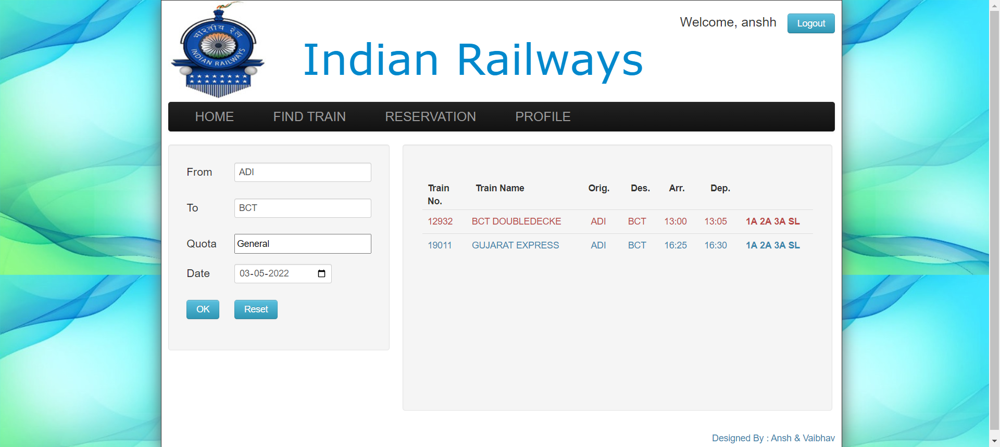 भारतीय रेल
INDIAN RAILWAYS
Welcome, anshh
Logout
Indian Railways
HOME FIND TRAIN RESERVATION PROFILE
From ADI
To BCT
Quota General
Date 03-05-2022
OK Reset
Train No. Train Name Orig. Des. Arr. Dep.
12932 BCT DOUBLEDECKE ADI BCT 13:00 13:05 1A 2A 3A SL
19011 GUJARAT EXPRESS ADI BCT 16:25 16:30 1A 2A 3A SL
Designed By : Ansh & Vaibhav